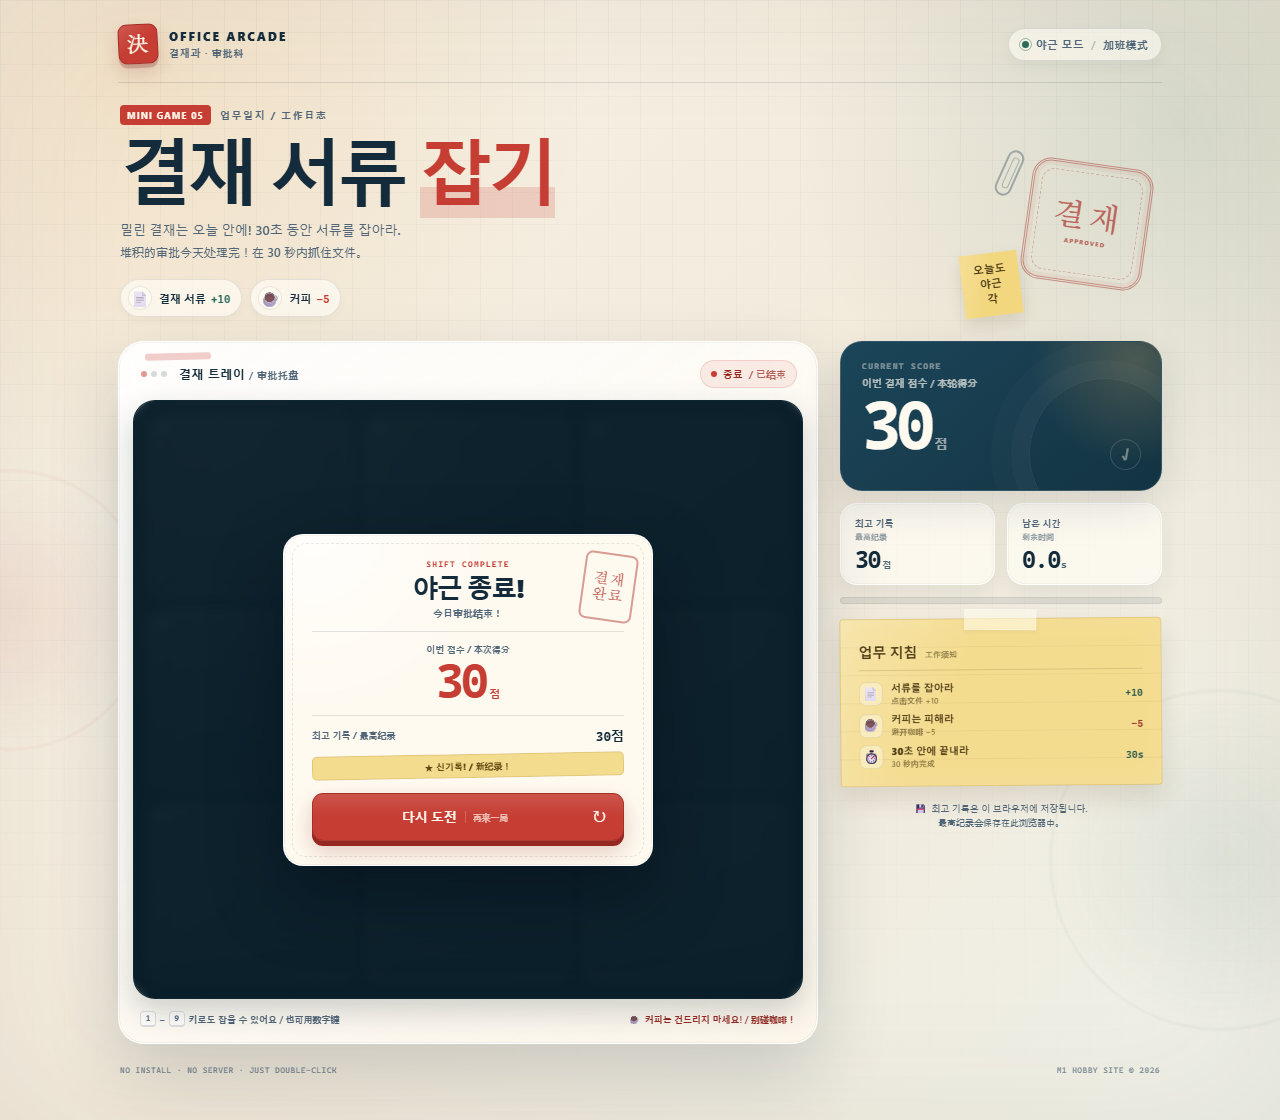 決
OFFICE ARCADE
결재과 · 审批科
야근 모드 / 加班模式
MINI GAME 05
업무일지 / 工作日志
결재 서류 잡기
밀린 결재는 오늘 안에! 30초 동안 서류를 잡아라.
堆积的审批今天处理完！在 30 秒内抓住文件。
결재 서류 +10
커피 −5
결재
APPROVED
오늘도
야근
각
결재 트레이 / 审批托盘
종료 / 已结束
SHIFT COMPLETE
야근 종료!
今日审批结束！
결재
완료
이번 점수 / 本次得分
30점
최고 기록 / 最高纪录
30점
★ 신기록! / 新纪录！
다시 도전
再来一局
↻
1 – 9 키로도 잡을 수 있어요 / 也可用数字键
커피는 건드리지 마세요! / 别碰咖啡！
CURRENT SCORE
이번 결재 점수 / 本轮得分
30점
최고 기록
最高纪录
30점
남은 시간
剩余时间
0.0s
업무 지침 工作须知
서류를 잡아라
点击文件 +10
+10
커피는 피해라
避开咖啡 −5
−5
30초 안에 끝내라
30 秒内完成
30s
최고 기록은 이 브라우저에 저장됩니다.
最高纪录会保存在此浏览器中。
NO INSTALL · NO SERVER · JUST DOUBLE-CLICK
M1 HOBBY SITE © 2026